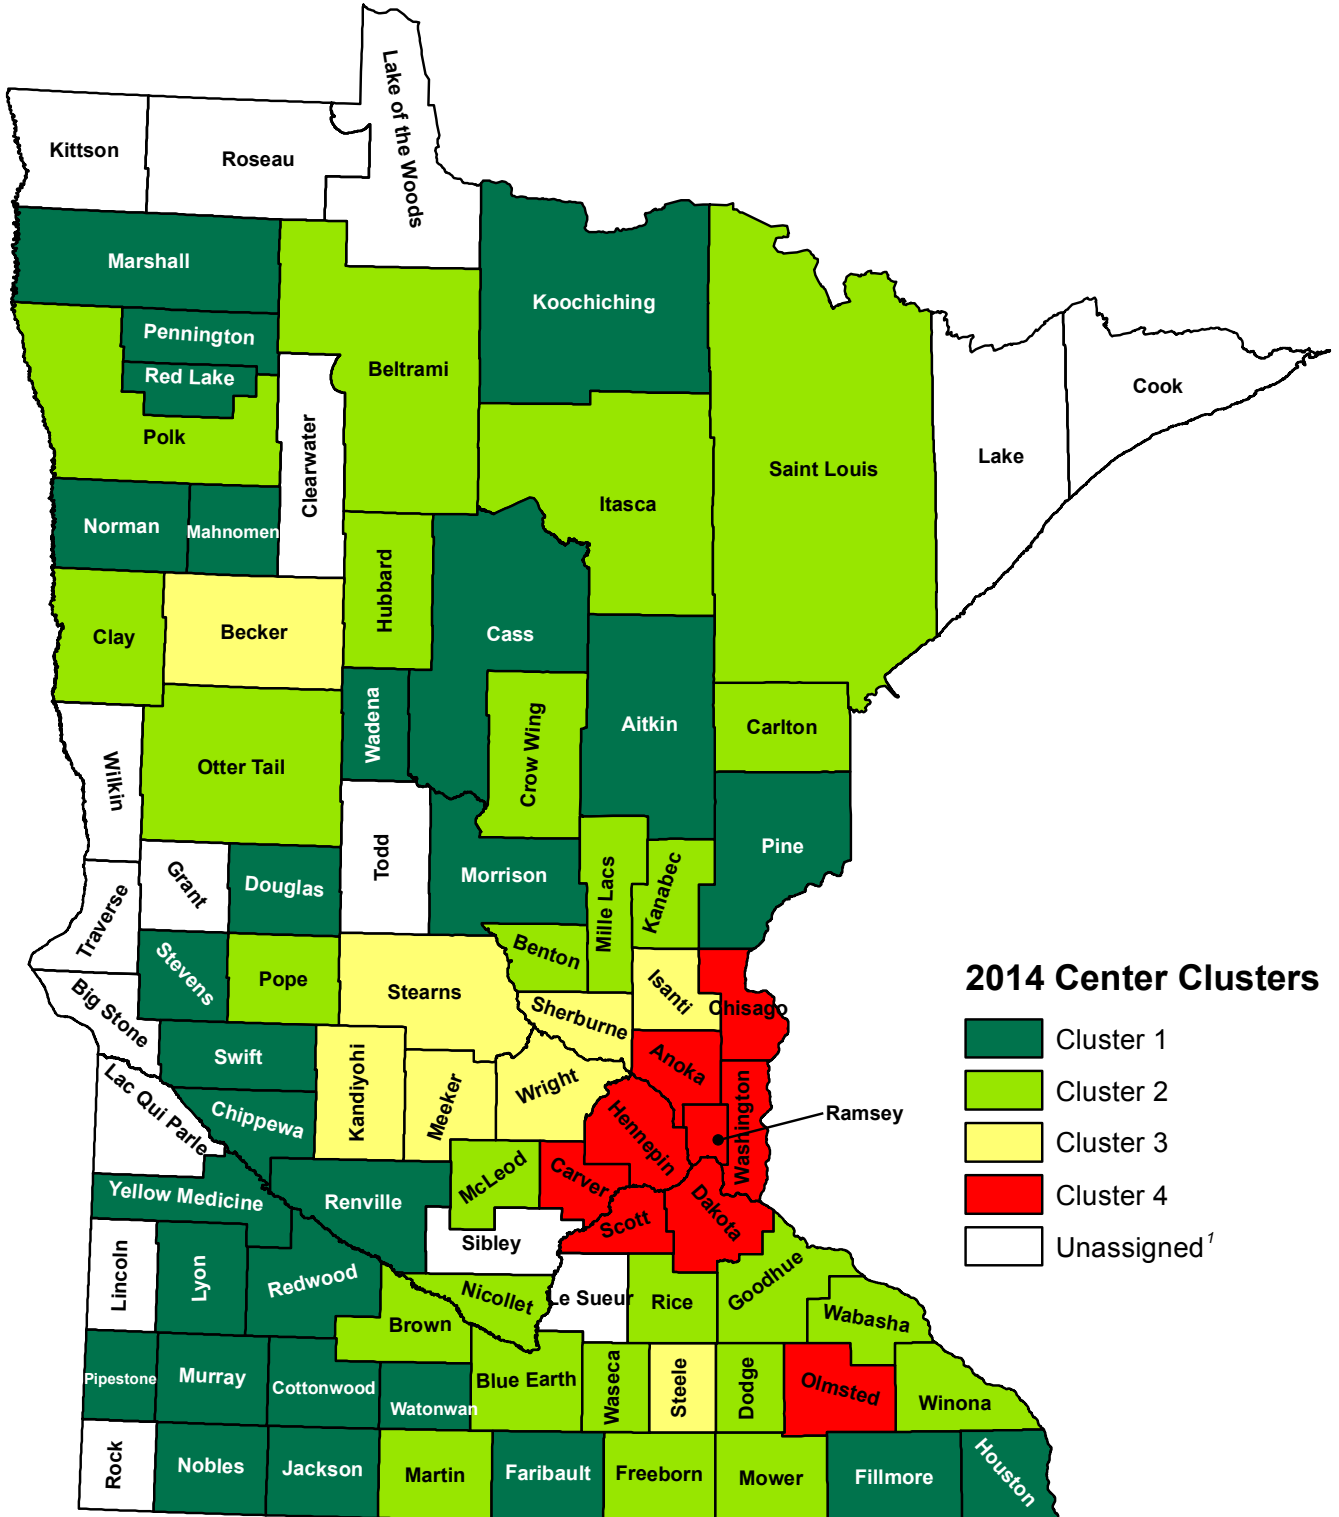 Lake of the Woods
Kittson
Roseau
Marshall
Koochiching
Pennington
Beltrami
Red Lake
Cook
Polk
Clearwater
Lake
Saint Louis
Itasca
Norman
Mahnomen
Hubbard
Clay
Becker
Cass
Wadena
Aitkin
Carlton
Crow Wing
Otter Tail
Wilkin
Pine
Todd
Grant
Douglas
Morrison
Mille Lacs
Kanabec
Traverse
Benton
Stevens
Pope
Stearns
Isanti
2014 Center Clusters
Big Stone
Sherburne
Chisago
Cluster 1
Swift
Anoka
Kandiyohi
Meeker
Wright
Cluster 2
Lac Qui Parle
Chippewa
Hennepin
Washington
Ramsey
Cluster 3
McLeod
Carver
Yellow Medicine
Renville
Dakota
Cluster 4
Scott
Sibley
Unassigned1
Lincoln
Lyon
Redwood
Nicollet
Le Sueur
Rice
Goodhue
Brown
Wabasha
Pipestone
Murray
Cottonwood
Watonwan
Blue Earth
Waseca
Steele
Dodge
Olmsted
Winona
Rock
Nobles
Jackson
Martin
Faribault
Freeborn
Mower
Fillmore
Houston